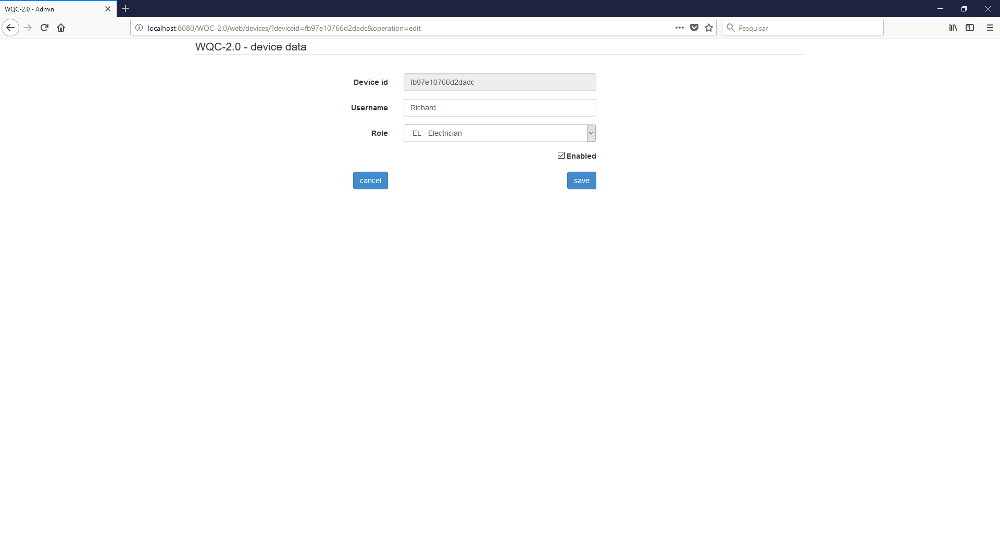 WQC-2.0 - Admin
localhost:8080/WQC-2.0/web/devices/?deviceid=fb97e10766d2dadc&operation=edit
Pesquisar
WQC-2.0 - device data
Device id
fb97e10766d2dadc
Username
Richard
Role
EL - Electrician
Enabled
cancel
save